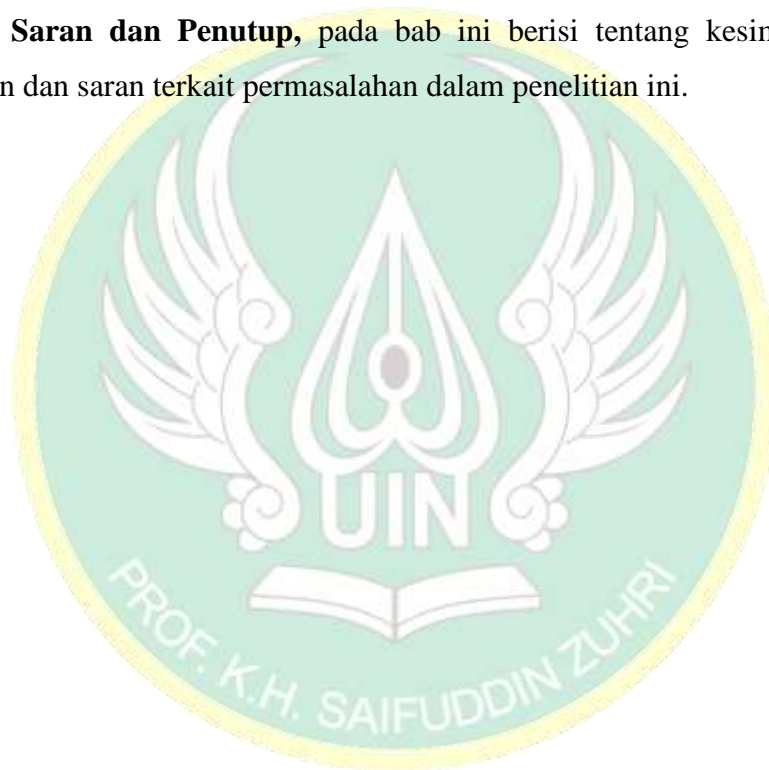 Saran dan Penutup, pada bab ini berisi tentang kesin
n dan saran terkait permasalahan dalam penelitian ini.
UIN
PROF. K.H. SAIFUDDIN ZUHRI